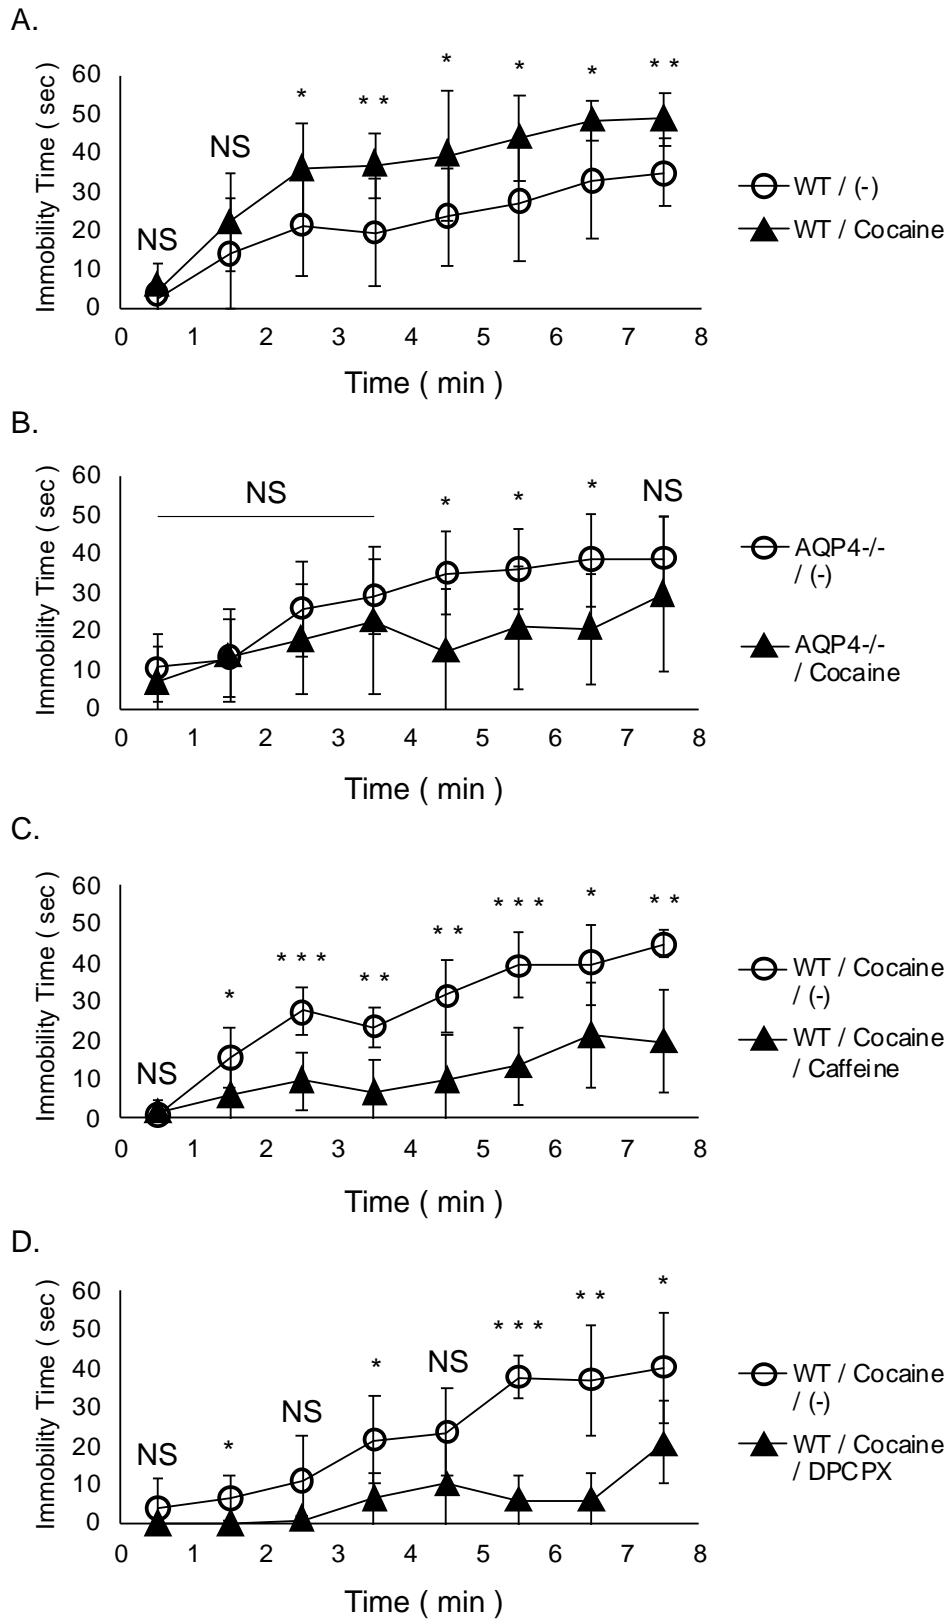 A.
Immobility Time ( sec )
60
50
40
30
20
10
0
NS
NS
*
* *
*
*
*
* *
0 1 2 3 4 5 6 7 8
Time ( min )
WT / (-)
WT / Cocaine
B.
Immobility Time ( sec )
60
50
40
30
20
10
0
NS
*
*
*
NS
0 1 2 3 4 5 6 7 8
Time ( min )
AQP4-/-
/ (-)
AQP4-/-
/ Cocaine
C.
Immobility Time ( sec )
60
50
40
30
20
10
0
NS
*
* * *
* *
* *
* * *
*
* *
0 1 2 3 4 5 6 7 8
Time ( min )
WT / Cocaine
/ (-)
WT / Cocaine
/ Caffeine
D.
Immobility Time ( sec )
60
50
40
30
20
10
0
NS
*
NS
*
NS
* * *
* *
*
0 1 2 3 4 5 6 7 8
Time ( min )
WT / Cocaine
/ (-)
WT / Cocaine
/ DPCPX